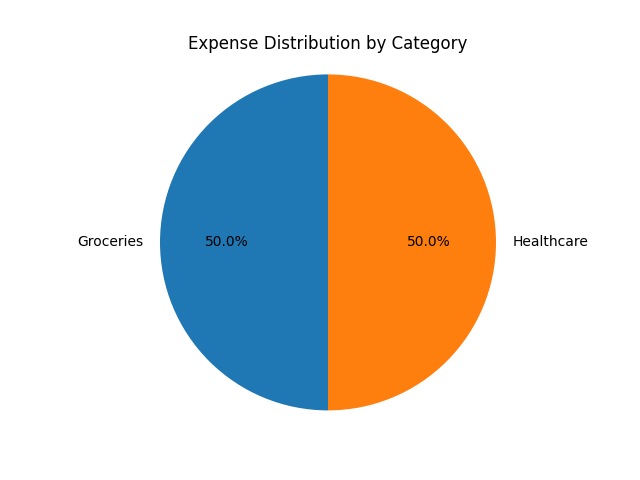 Expense Distribution by Category
Groceries
50.0%
50.0%
Healthcare